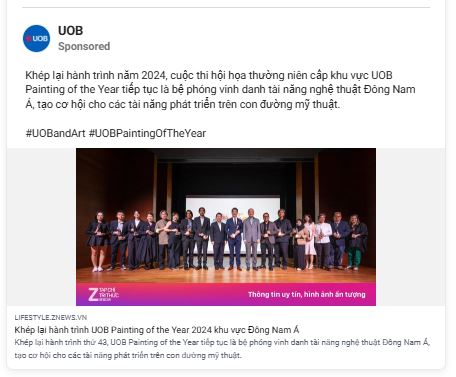 UOB
UOB
Sponsored
Khép lại hành trình năm 2024, cuộc thi hội họa thường niên cấp khu vực UOB
Painting of the Year tiếp tục là bệ phóng vinh danh tài năng nghệ thuật Đông Nam
Á, tạo cơ hội cho các tài năng phát triển trên con đường mỹ thuật.
#UOBandArt #UOBPaintingOfTheYear
Z TẠP CHÍ
TRI THỨC
Thông tin uy tín, hình ảnh ấn tượng
LIFESTYLE.ZNEWS.VN
Khép lại hành trình UOB Painting of the Year 2024 khu vực Đông Nam Á
Khép lại hành trình thứ 43, UOB Painting of the Year tiếp tục là bệ phóng vinh danh tài năng nghệ thuật Đông Nam Á,
tạo cơ hội cho các tài năng phát triển trên con đường mỹ thuật.